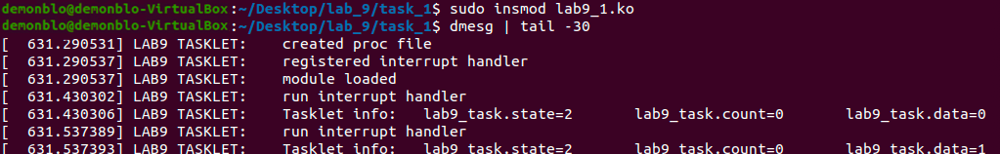 demonblo@demonblo-VirtualBox:~/Desktop/lab_9/task_1$ sudo insmod lab9_1.ko
demonblo@demonblo-VirtualBox:~/Desktop/lab_9/task_1$ dmesg | tail -30
[  631.290531] LAB9 TASKLET:    created proc file
[  631.290537] LAB9 TASKLET:    registered interrupt handler
[  631.290537] LAB9 TASKLET:    module loaded
[  631.430302] LAB9 TASKLET:    run interrupt handler
[  631.430306] LAB9 TASKLET:    Tasklet info:   lab9_task.state=2       lab9_task.count=0       lab9_task.data=0
[  631.537389] LAB9 TASKLET:    run interrupt handler
[  631.537393] LAB9 TASKLET:    Tasklet info:   lab9_task.state=2       lab9_task.count=0       lab9_task.data=1